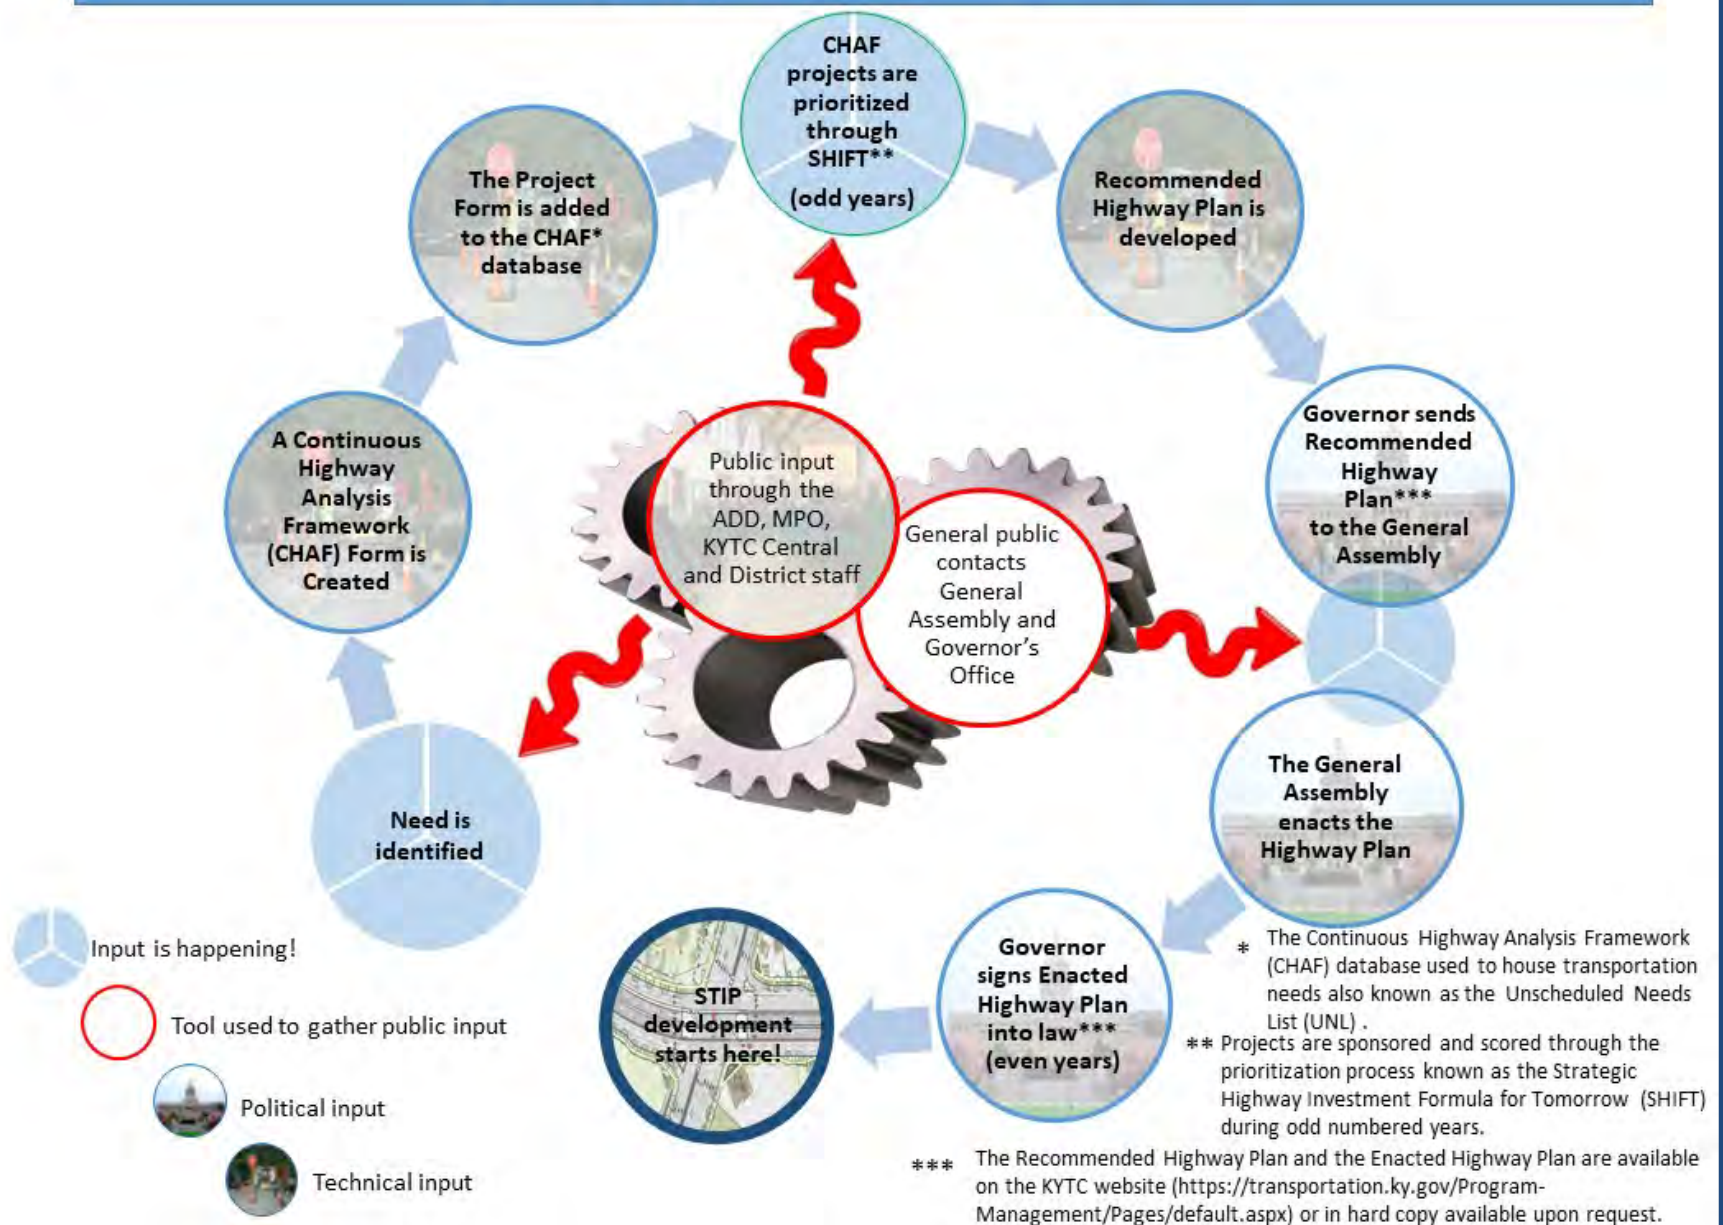 Need is
identified
A Continuous
Highway
Analysis
Framework
(CHAF) Form is
Created
The Project
Form is added
to the CHAF*
database
CHAF
projects are
prioritized
through
SHIFT**
(odd years)
Recommended
Highway Plan is
developed
Governor sends
Recommended
Highway
Plan***
to the General
Assembly
The General
Assembly
enacts the
Highway Plan
Governor
signs Enacted
Highway Plan
into law***
(even years)
STIP
development
starts here!
Public input
through the
ADD, MPO,
KYTC Central
and District staff
General public
contacts
General
Assembly and
Governor's
Office
Input is happening!
Tool used to gather public input
Political input
Technical input
* The Continuous Highway Analysis Framework
(CHAF) database used to house transportation
needs also known as the Unscheduled Needs
List (UNL) .
** Projects are sponsored and scored through the
prioritization process known as the Strategic
Highway Investment Formula for Tomorrow (SHIFT)
during odd numbered years.
*** The Recommended Highway Plan and the Enacted Highway Plan are available
on the KYTC website (https://transportation.ky.gov/Program-
Management/Pages/default.aspx) or in hard copy available upon request.